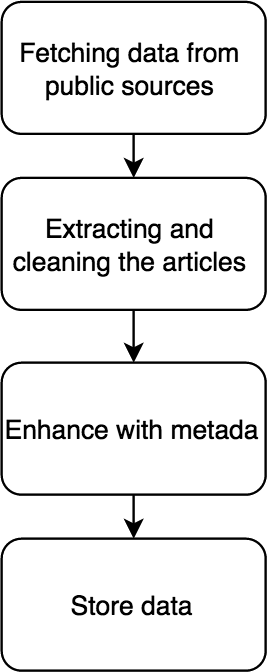 Fetching data from
public sources
Extracting and
cleaning the articles
Enhance with metada
Store data